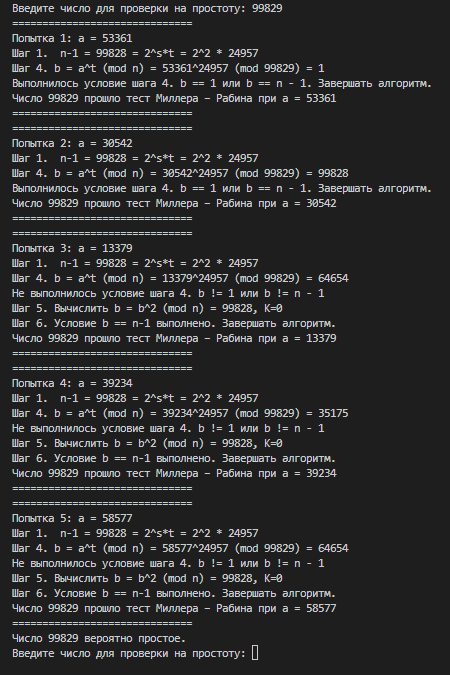 Введите число для проверки на простоту: 99829
==============================
Попытка 1: a = 53361
Шаг 1.  n-1 = 99828 = 2^s*t = 2^2 * 24957
Шаг 4. b = a^t (mod n) = 53361^24957 (mod 99829) = 1
Выполнилось условие шага 4. b == 1 или b == n - 1. Завершать алгоритм.
Число 99829 прошло тест Миллера – Рабина при a = 53361
==============================
==============================
Попытка 2: a = 30542
Шаг 1.  n-1 = 99828 = 2^s*t = 2^2 * 24957
Шаг 4. b = a^t (mod n) = 30542^24957 (mod 99829) = 99828
Выполнилось условие шага 4. b == 1 или b == n - 1. Завершать алгоритм.
Число 99829 прошло тест Миллера – Рабина при a = 30542
==============================
==============================
Попытка 3: a = 13379
Шаг 1.  n-1 = 99828 = 2^s*t = 2^2 * 24957
Шаг 4. b = a^t (mod n) = 13379^24957 (mod 99829) = 64654
Не выполнилось условие шага 4. b != 1 или b != n - 1
Шаг 5. Вычислить b = b^2 (mod n) = 99828, K=0
Шаг 6. Условие b == n-1 выполнено. Завершать алгоритм.
Число 99829 прошло тест Миллера – Рабина при a = 13379
==============================
==============================
Попытка 4: a = 39234
Шаг 1.  n-1 = 99828 = 2^s*t = 2^2 * 24957
Шаг 4. b = a^t (mod n) = 39234^24957 (mod 99829) = 35175
Не выполнилось условие шага 4. b != 1 или b != n - 1
Шаг 5. Вычислить b = b^2 (mod n) = 99828, K=0
Шаг 6. Условие b == n-1 выполнено. Завершать алгоритм.
Число 99829 прошло тест Миллера – Рабина при a = 39234
==============================
==============================
Попытка 5: a = 58577
Шаг 1.  n-1 = 99828 = 2^s*t = 2^2 * 24957
Шаг 4. b = a^t (mod n) = 58577^24957 (mod 99829) = 64654
Не выполнилось условие шага 4. b != 1 или b != n - 1
Шаг 5. Вычислить b = b^2 (mod n) = 99828, K=0
Шаг 6. Условие b == n-1 выполнено. Завершать алгоритм.
Число 99829 прошло тест Миллера – Рабина при a = 58577
==============================
Число 99829 вероятно простое.
Введите число для проверки на простоту: